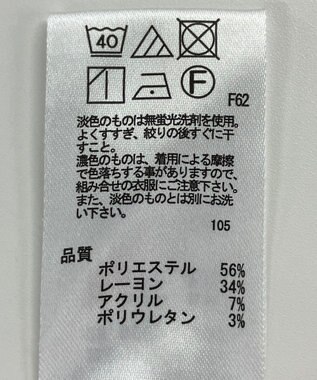 40
F
F62
淡色のものは無蛍光洗剤を使用。
よくすすぎ、絞りの後すぐに干
すこと。
濃色のものは、着用による摩擦
で色落ちする事がありますので、
組み合せの衣服にご注意下さい。
また、淡色のものとは別にお洗
い下さい。
105
品質
ポリエステル 56%
レーヨン 34%
アクリル 7%
ポリウレタン 3%